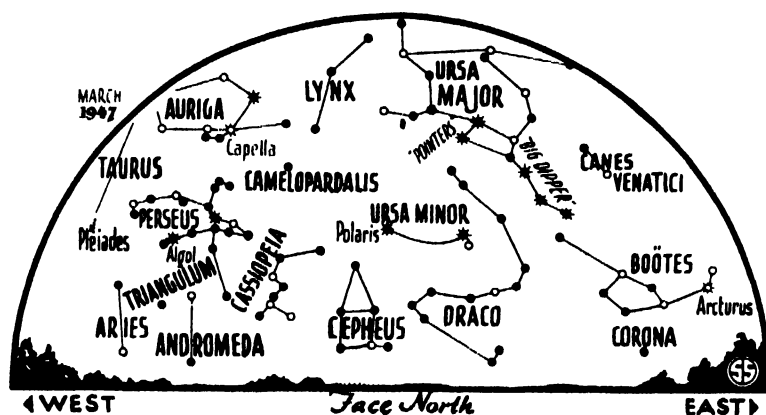 MARCH
1947
AURIGA
Capella
LYNX
URSA
MAJOR
"POINTERS"
"BIG DIPPER"
CANES
VENATICI
TAURUS
CAMELOPARDALIS
Pleiades
PERSEUS
Algol
TRIANGULUM
CASSIOPEIA
URSA MINOR
Polaris
BOÖTES
Arcturus
ARIES
ANDROMEDA
CEPHEUS
DRACO
CORONA
SS
WEST
Face North
EAST